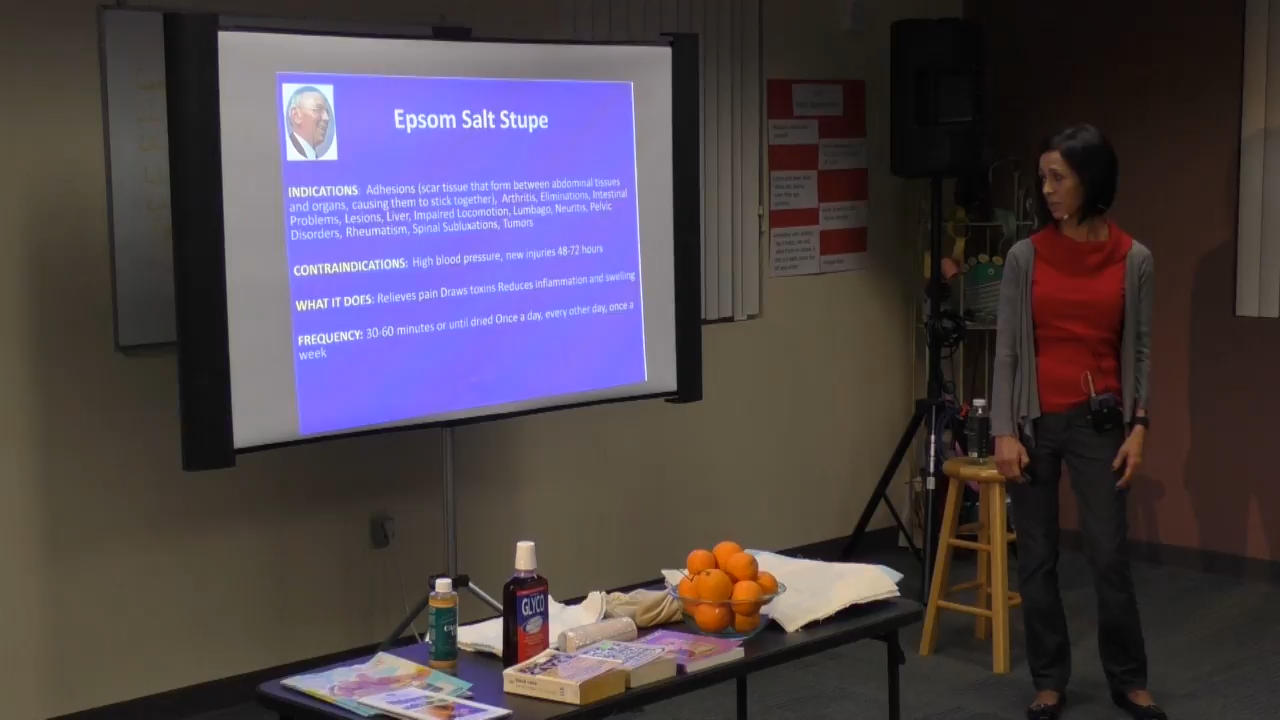 Epsom Salt Stupe
INDICATIONS: Adhesions (scar tissue that form between abdominal tissues
and organs, causing them to stick together), Arthritis, Eliminations, Intestinal
Problems, Lesions, Liver, Impaired Locomotion, Lumbago, Neuritis, Pelvic
Disorders, Rheumatism, Spinal Subluxations, Tumors
CONTRAINDICATIONS: High blood pressure, new injuries 48-72 hours
WHAT IT DOES: Relieves pain Draws toxins Reduces inflammation and swelling
FREQUENCY: 30-60 minutes or until dried Once a day, every other day, once a
week
GLYCO